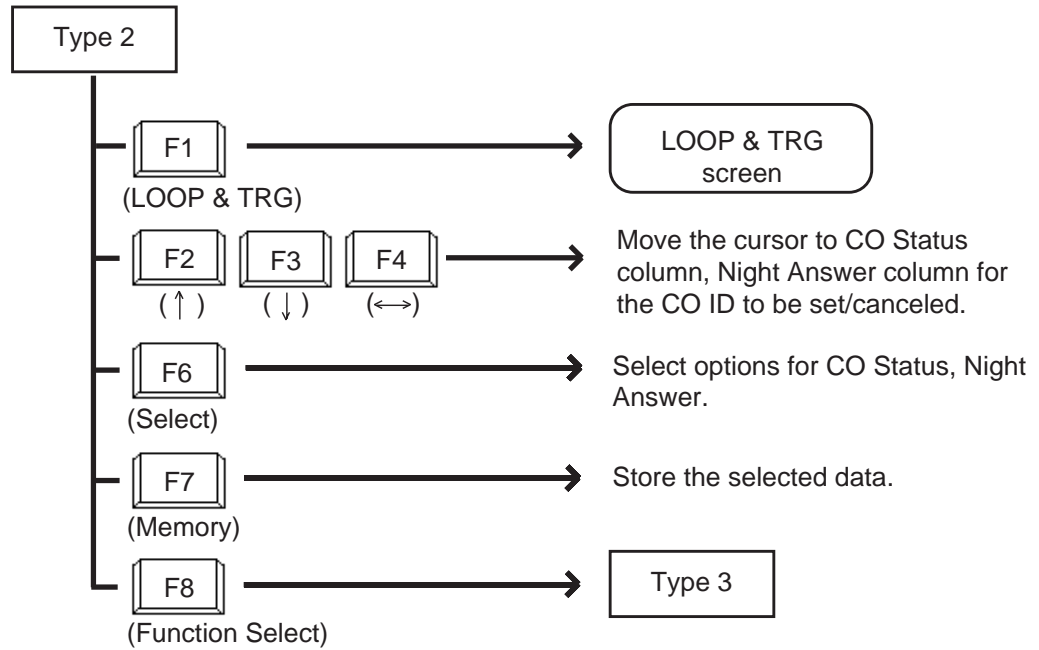 Type 2
F1
(LOOP & TRG)
LOOP & TRG
screen
F2 F3 F4
(↑) (↓) (↔)
Move the cursor to CO Status
column, Night Answer column for
the CO ID to be set/canceled.
F6
(Select)
Select options for CO Status, Night
Answer.
F7
(Memory)
Store the selected data.
F8
(Function Select)
Type 3